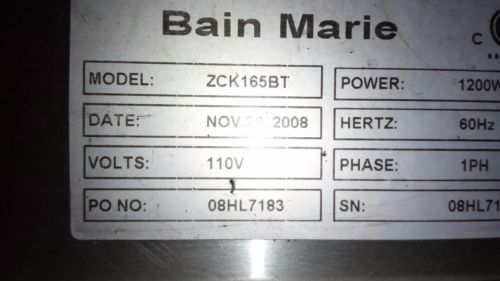 Bain Marie
C
MODEL: ZCK165BT POWER: 1200W
DATE: NOV.28.2008 HERTZ: 60Hz
VOLTS: 110V PHASE: 1PH
PO NO: 08HL7183 SN: 08HL71